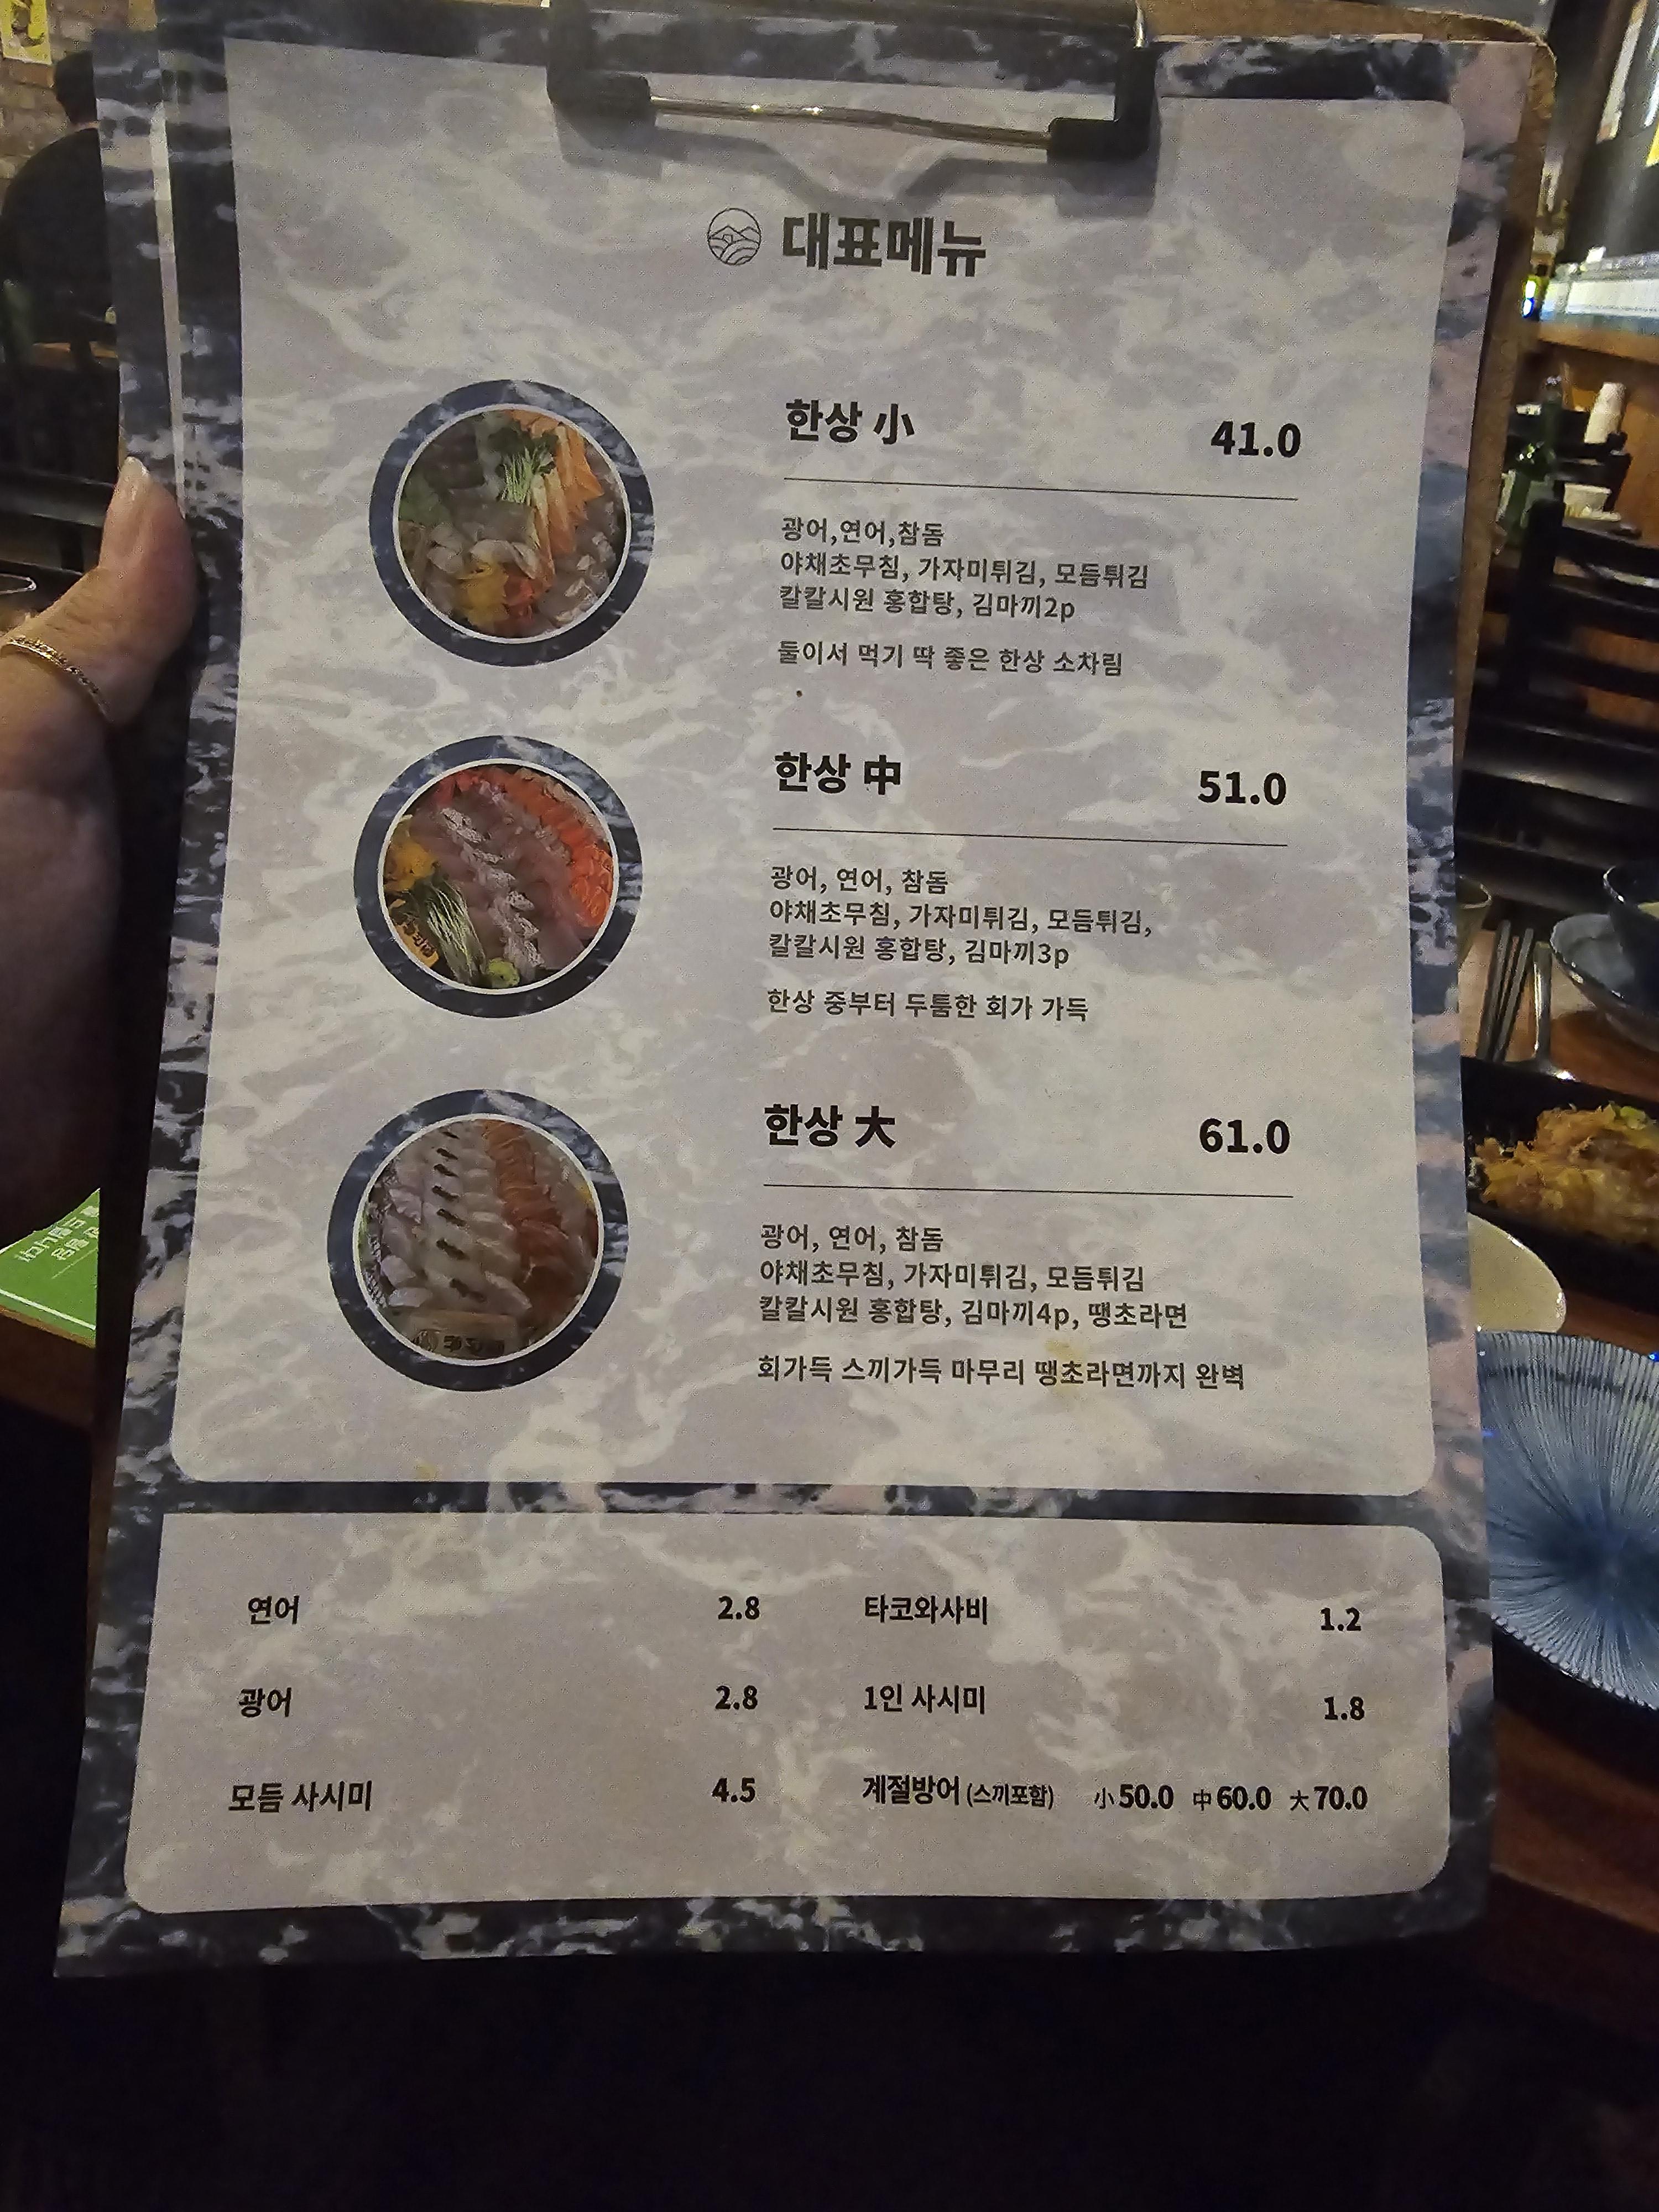 대표메뉴
한상 小 41.0
광어,연어,참돔
야채초무침, 가자미튀김, 모듬튀김
칼칼시원 홍합탕, 김마끼2p
둘이서 먹기 딱 좋은 한상 소차림
한상 中 51.0
광어, 연어, 참돔
야채초무침, 가자미튀김, 모듬튀김,
칼칼시원 홍합탕, 김마끼3p
한상 중부터 두툼한 회가 가득
한상 大 61.0
광어, 연어, 참돔
야채초무침, 가자미튀김, 모듬튀김
칼칼시원 홍합탕, 김마끼4p, 땡초라면
회가득 스끼가득 마무리 땡초라면까지 완벽
연어 2.8 타코와사비 1.2
광어 2.8 1인 사시미 1.8
모듬 사시미 4.5 계절방어 (스끼포함) 小 50.0 中 60.0 大 70.0